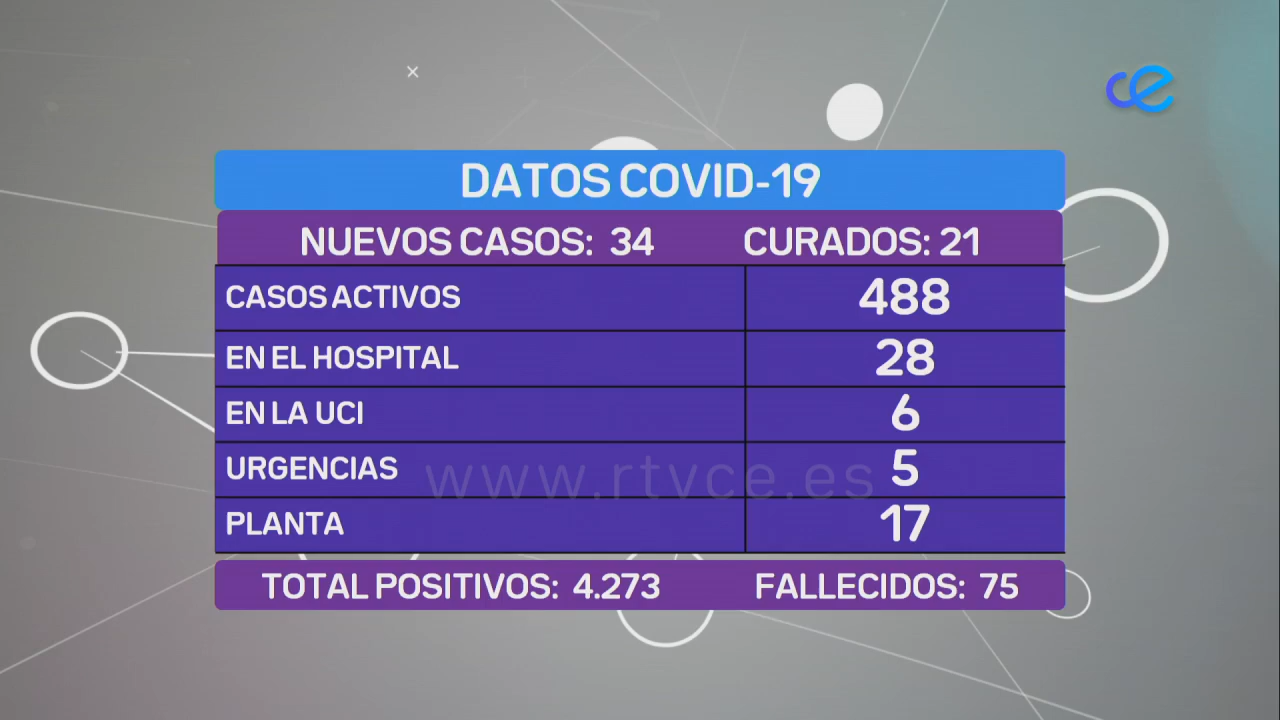 DATOS COVID-19
NUEVOS CASOS: 34 CURADOS: 21
CASOS ACTIVOS 488
EN EL HOSPITAL 28
EN LA UCI 6
URGENCIAS 5
www.rtvce.es
PLANTA 17
TOTAL POSITIVOS: 4.273 FALLECIDOS: 75
ce